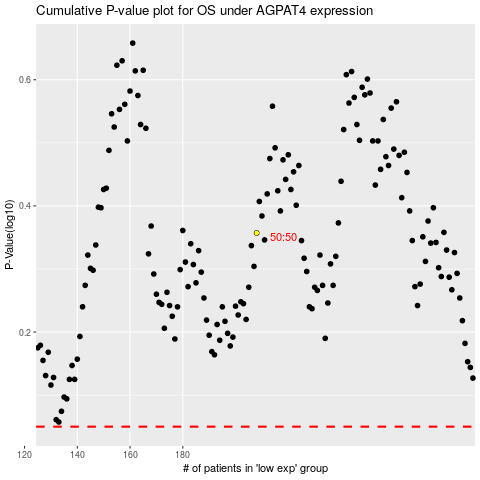 Cumulative P-value plot for OS under AGPAT4 expression
P-Value(log10)
0.6
0.4
0.2
50:50
120
140
160
180
# of patients in 'low exp' group